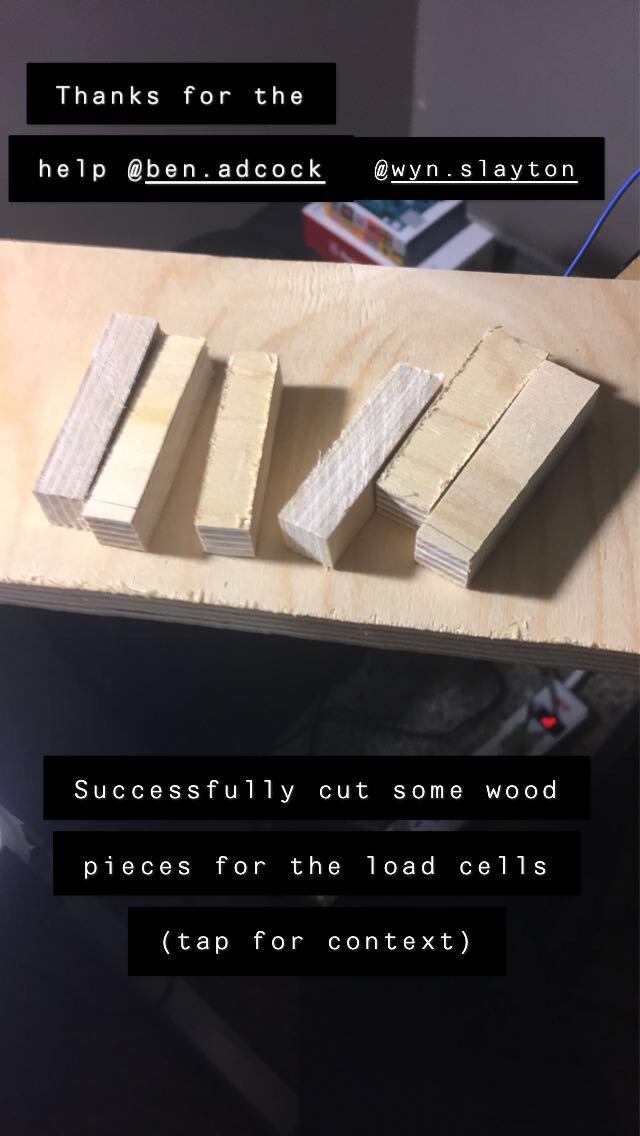 Thanks for the
help @ben.adcock @wyn.slayton
Successfully cut some wood
pieces for the load cells
(tap for context)